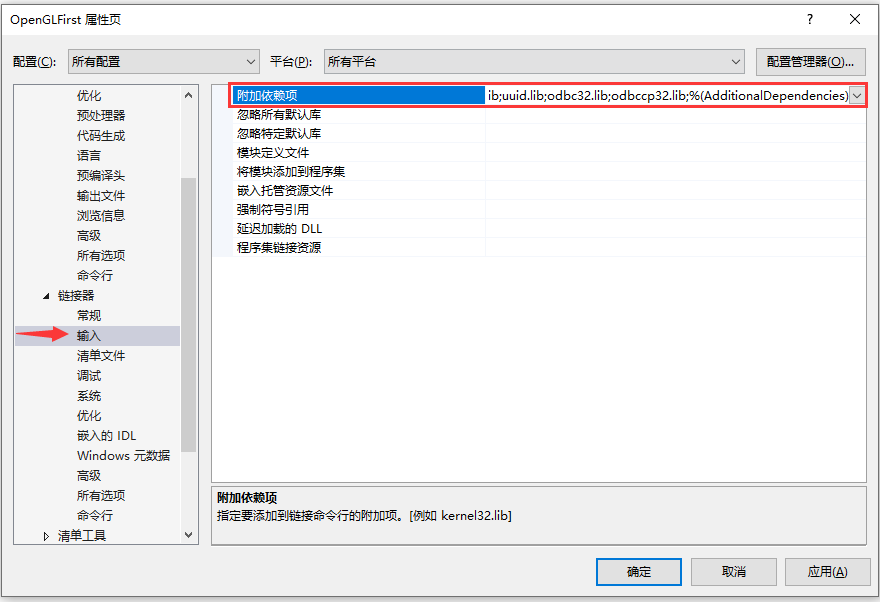 OpenGLFirst 属性页
配置(C): 所有配置 平台(P): 所有平台 配置管理器(O)...
优化
预处理器
代码生成
语言
预编译头
输出文件
浏览信息
高级
所有选项
命令行
链接器
常规
输入
清单文件
调试
系统
优化
嵌入的 IDL
Windows 元数据
高级
所有选项
命令行
清单工具
附加依赖项 ib;uuid.lib;odbc32.lib;odbccp32.lib;%(AdditionalDependencies)
忽略所有默认库
忽略特定默认库
模块定义文件
将模块添加到程序集
嵌入托管资源文件
强制符号引用
延迟加载的 DLL
程序集链接资源
附加依赖项
指定要添加到链接命令行的附加项。[例如 kernel32.lib]
确定 取消 应用(A)